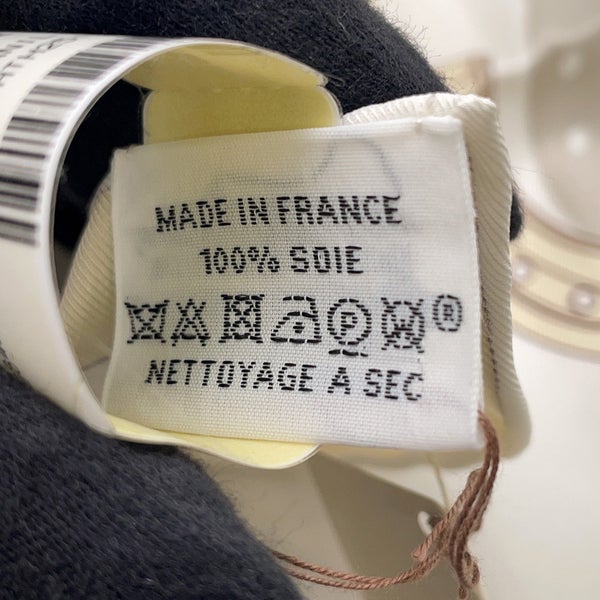 MADE IN FRANCE
100% SOIE
P W ®
NETTOYAGE A SEC